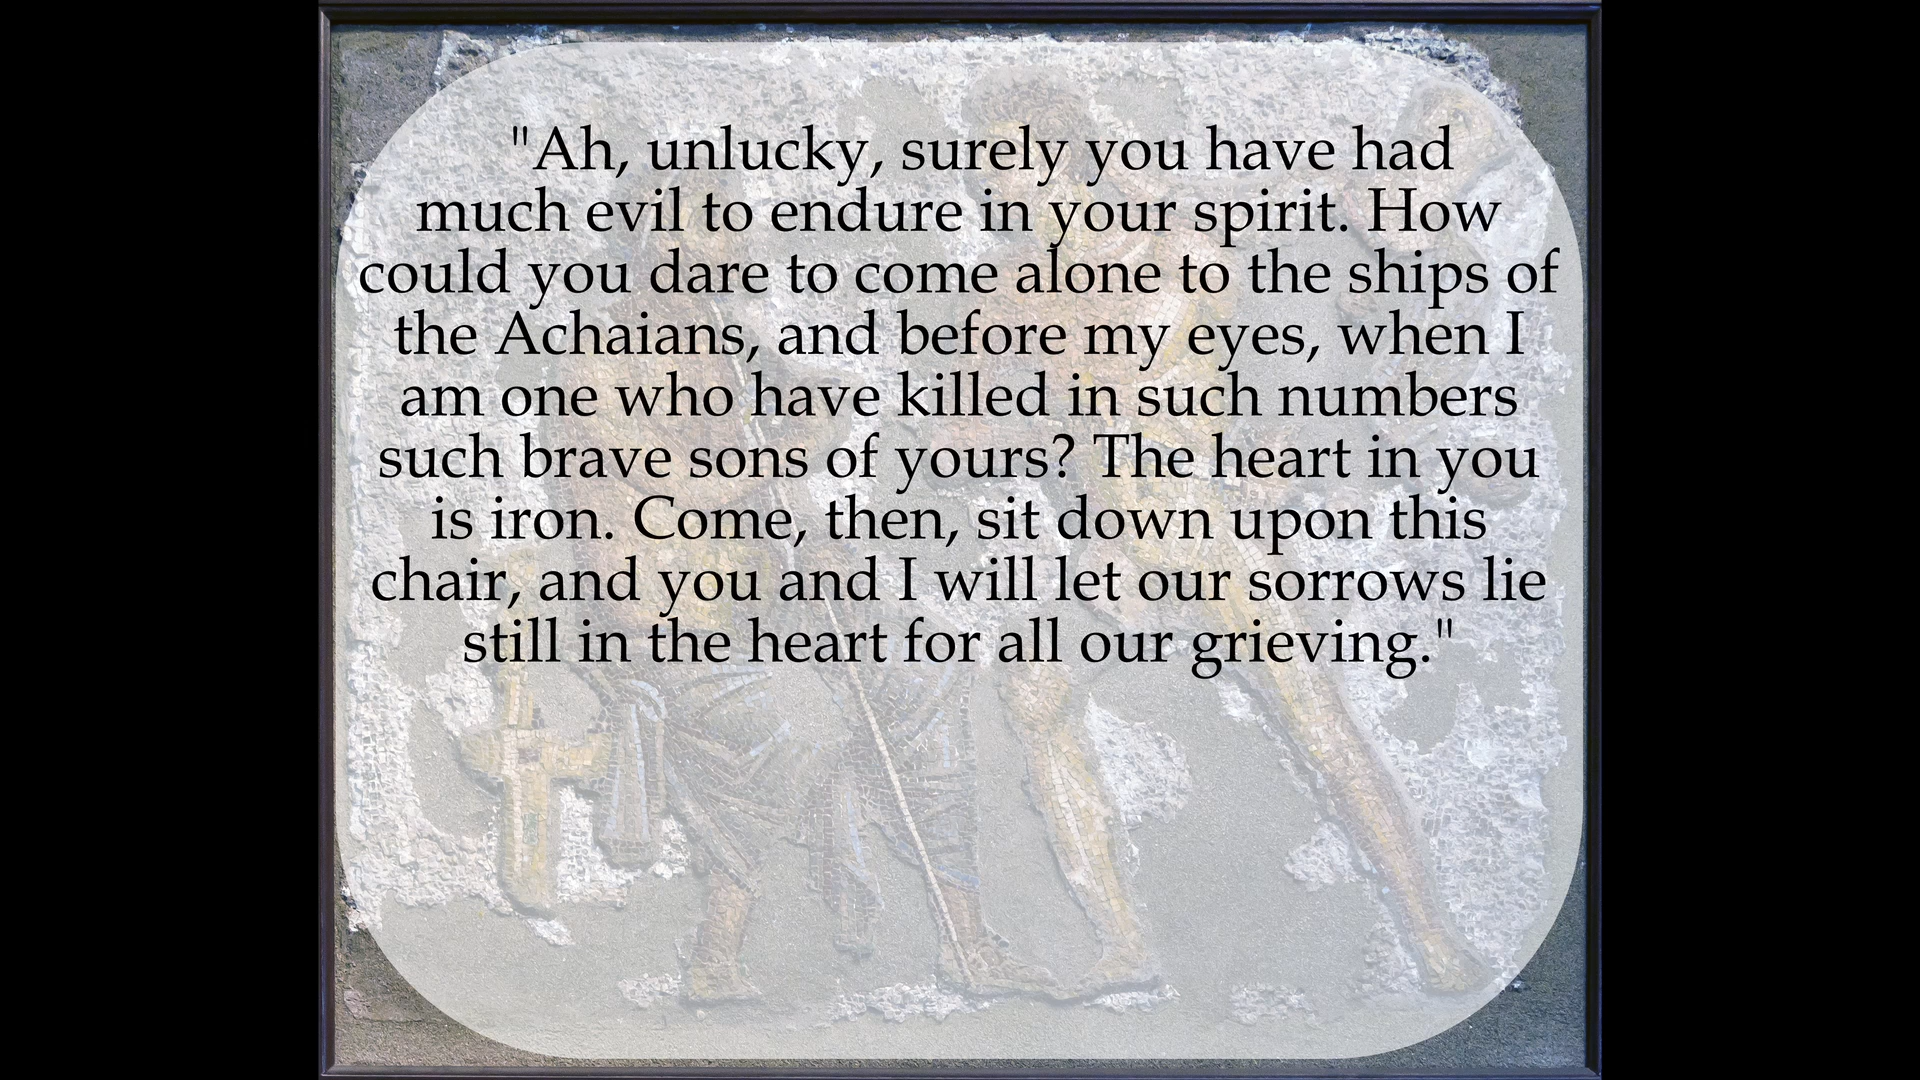 "Ah, unlucky, surely you have had
much evil to endure in your spirit. How
could you dare to come alone to the ships of
the Achaians, and before my eyes, when I
am one who have killed in such numbers
such brave sons of yours? The heart in you
is iron. Come, then, sit down upon this
chair, and you and I will let our sorrows lie
still in the heart for all our grieving."